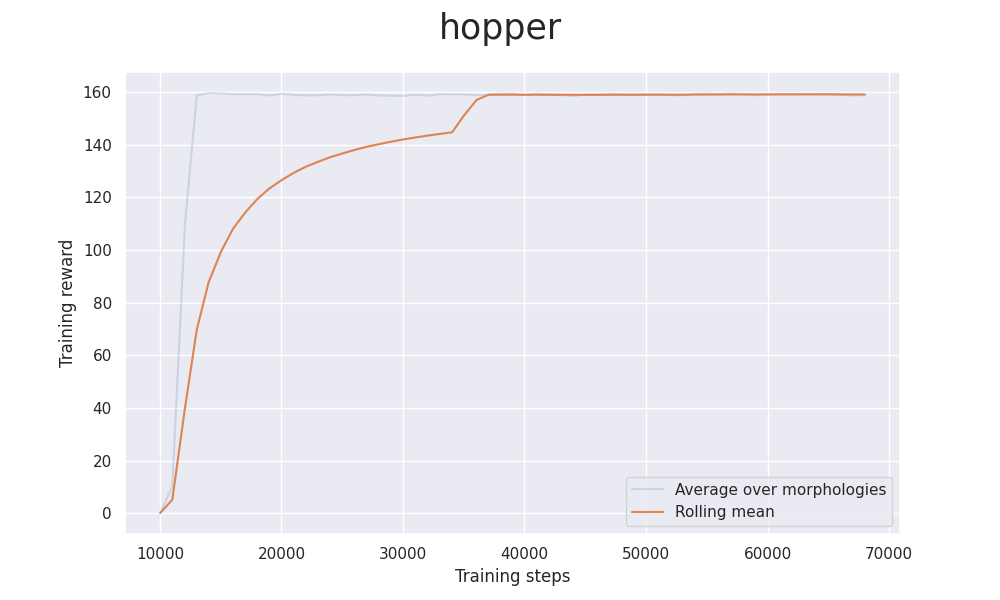 hopper
160
140
120
100
80
60
40
20
0
Training reward
10000 20000 30000 40000 50000 60000 70000
Training steps
Average over morphologies
Rolling mean